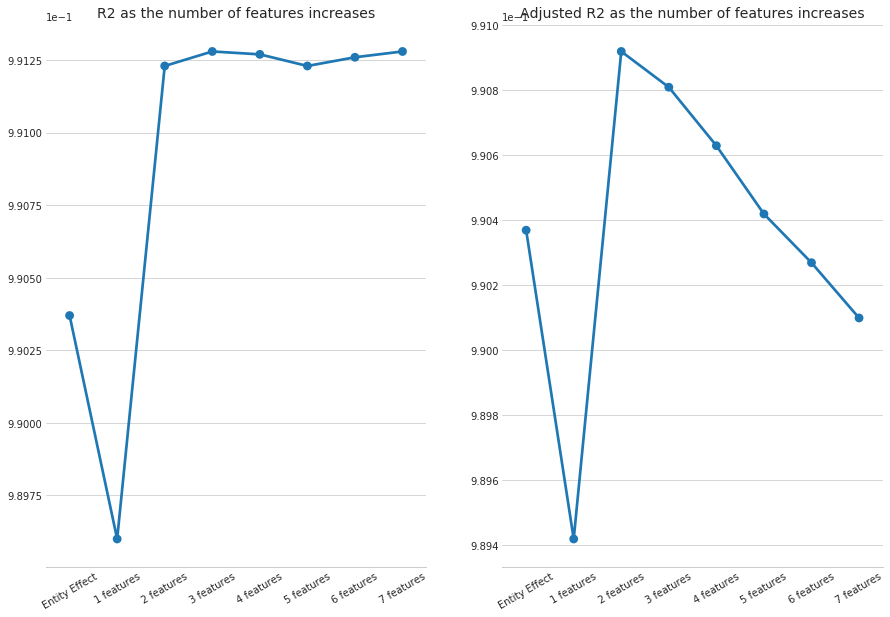 R2 as the number of features increases
1e−1
9.9125
9.9100
9.9075
9.9050
9.9025
9.9000
9.8975
Entity Effect
1 features
2 features
3 features
4 features
5 features
6 features
7 features
Adjusted R2 as the number of features increases
1e−1
9.910
9.908
9.906
9.904
9.902
9.900
9.898
9.896
9.894
Entity Effect
1 features
2 features
3 features
4 features
5 features
6 features
7 features